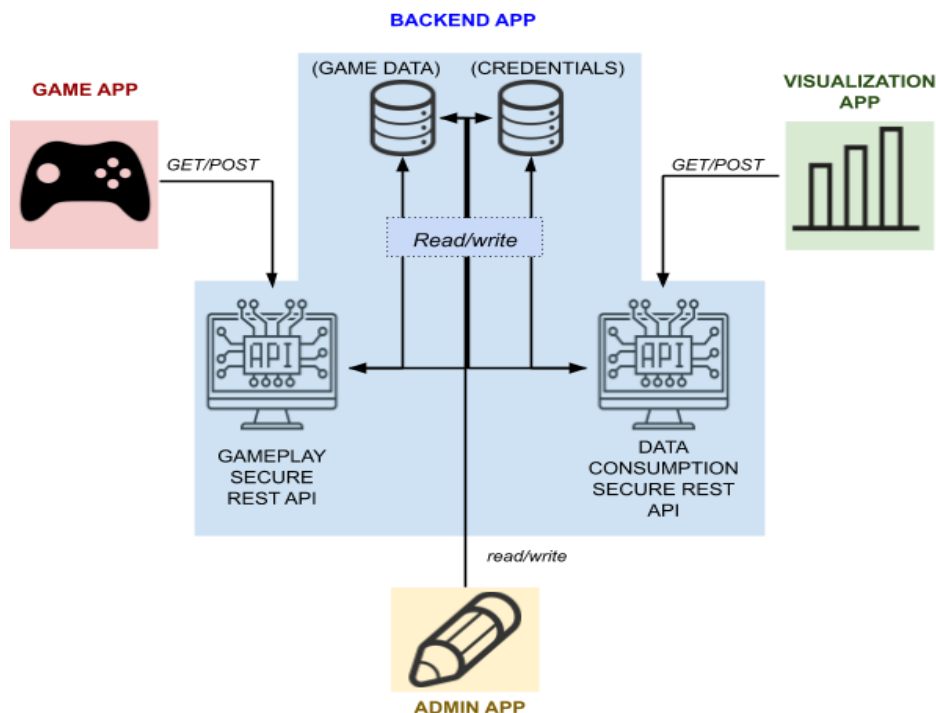 BACKEND APP
(GAME DATA)
(CREDENTIALS)
GAME APP
VISUALIZATION
APP
GET/POST
GET/POST
Read/write
API
API
GAMEPLAY
SECURE
REST API
DATA
CONSUMPTION
SECURE REST
API
read/write
ADMIN APP